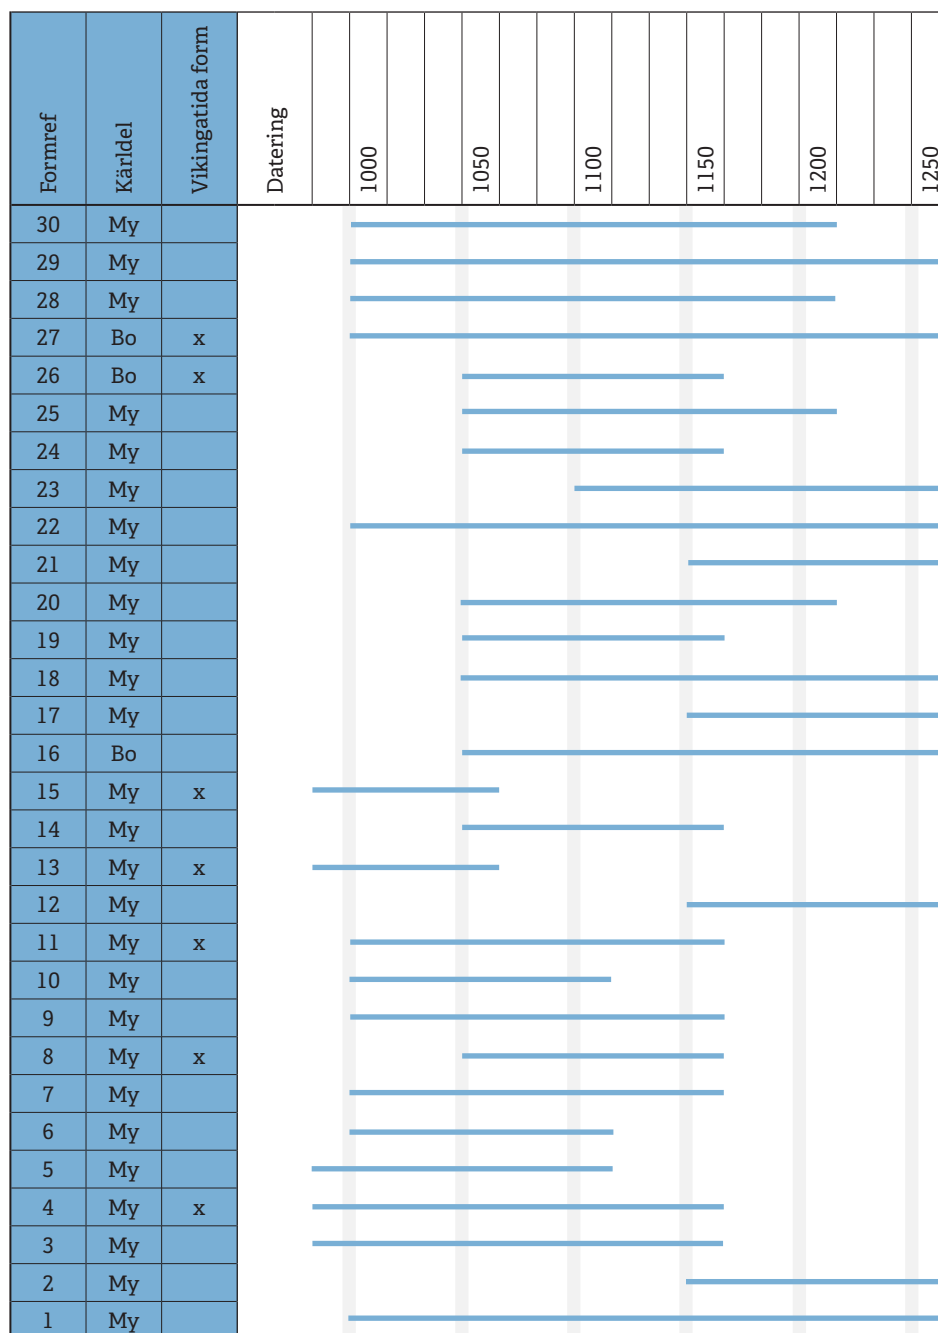 Formref Kärldel Vikingatida form Datering 1000 1050 1100 1150 1200 1250
30 My
29 My
28 My
27 Bo x
26 Bo x
25 My
24 My
23 My
22 My
21 My
20 My
19 My
18 My
17 My
16 Bo
15 My x
14 My
13 My x
12 My
11 My x
10 My
9 My
8 My x
7 My
6 My
5 My
4 My x
3 My
2 My
1 My